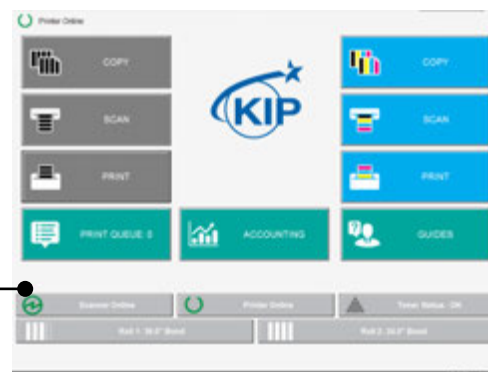 Printer Online
COPY
COPY
KIP
SCAN
SCAN
PRINT
PRINT
PRINT QUEUE: 0
ACCOUNTING
GUIDES
Scanner Online
Printer Online
Toner Status : OK
Roll 1: 36.0" Bond
Roll 2: 30.0" Bond